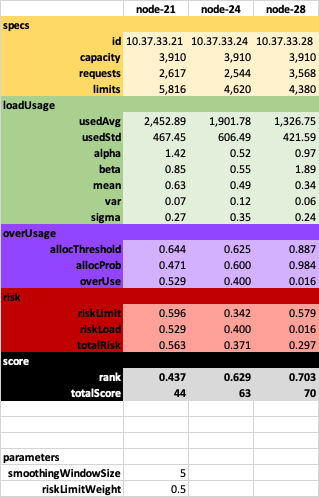 node-21 node-24 node-28
specs
id 10.37.33.21 10.37.33.24 10.37.33.28
capacity 3,910 3,910 3,910
requests 2,617 2,544 3,568
limits 5,816 4,620 4,380
loadUsage
usedAvg 2,452.89 1,901.78 1,326.75
usedStd 467.45 606.49 421.59
alpha 1.42 0.52 0.97
beta 0.85 0.55 1.89
mean 0.63 0.49 0.34
var 0.07 0.12 0.06
sigma 0.27 0.35 0.24
overUsage
allocThreshold 0.644 0.625 0.887
allocProb 0.471 0.600 0.984
overUse 0.529 0.400 0.016
risk
riskLimit 0.596 0.342 0.579
riskLoad 0.529 0.400 0.016
totalRisk 0.563 0.371 0.297
score
rank 0.437 0.629 0.703
totalScore 44 63 70
parameters
smoothingWindowSize 5
riskLimitWeight 0.5